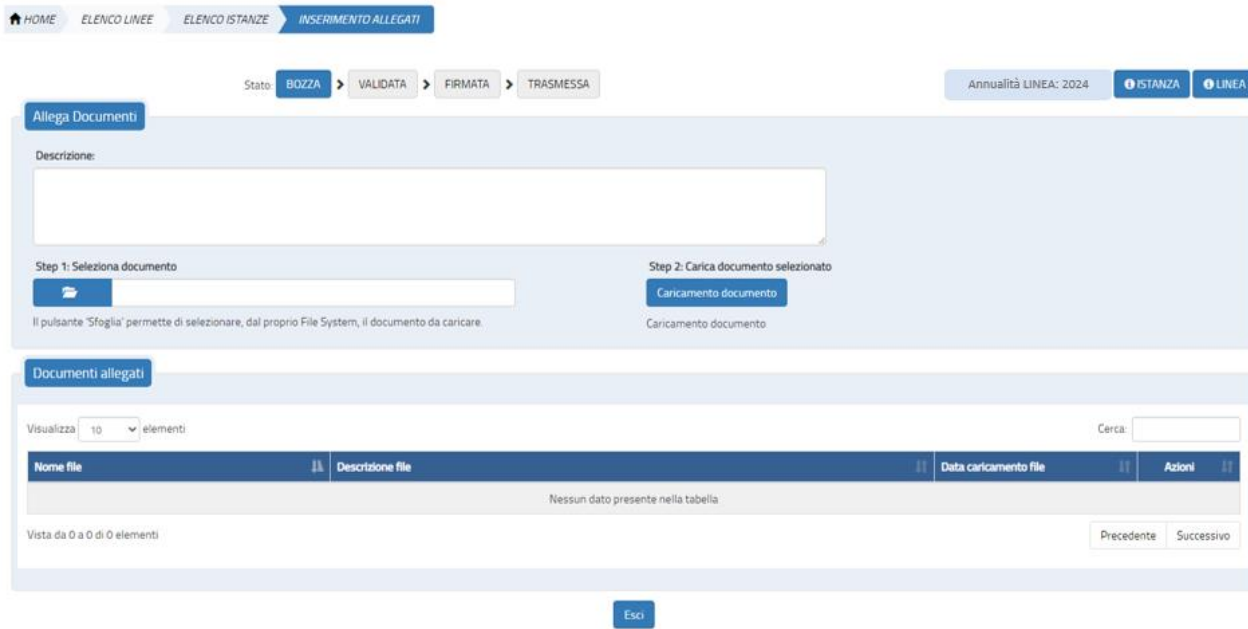 HOME ELENCO LINEE ELENCO ISTANZE INSERIMENTO ALLEGATI
Stato: BOZZA VALIDATA FIRMATA TRASMESSA Annualità LINEA: 2024 ISTANZA LINEA
Allega Documenti
Descrizione:
Step 1: Seleziona documento Step 2: Carica documento selezionato
Caricamento documento
Il pulsante 'Sfoglia' permette di selezionare, dal proprio File System, il documento da caricare. Caricamento documento
Documenti allegati
Visualizza 10 elementi Cerca:
Nome file Descrizione file Data caricamento file Azioni
Nessun dato presente nella tabella
Vista da 0 a 0 di 0 elementi Precedente Successivo
Esci